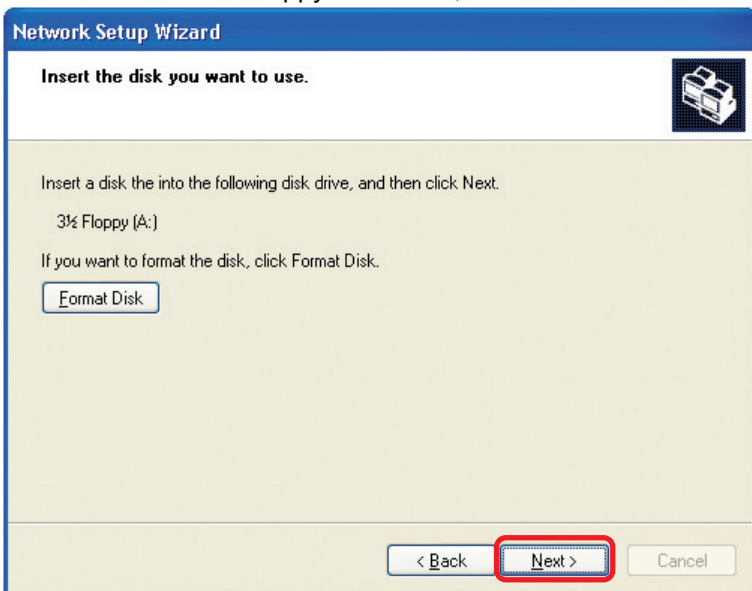 Network Setup Wizard
Insert the disk you want to use.
Insert a disk the into the following disk drive, and then click Next.
3½ Floppy (A:)
If you want to format the disk, click Format Disk.
Format Disk
< Back Next > Cancel